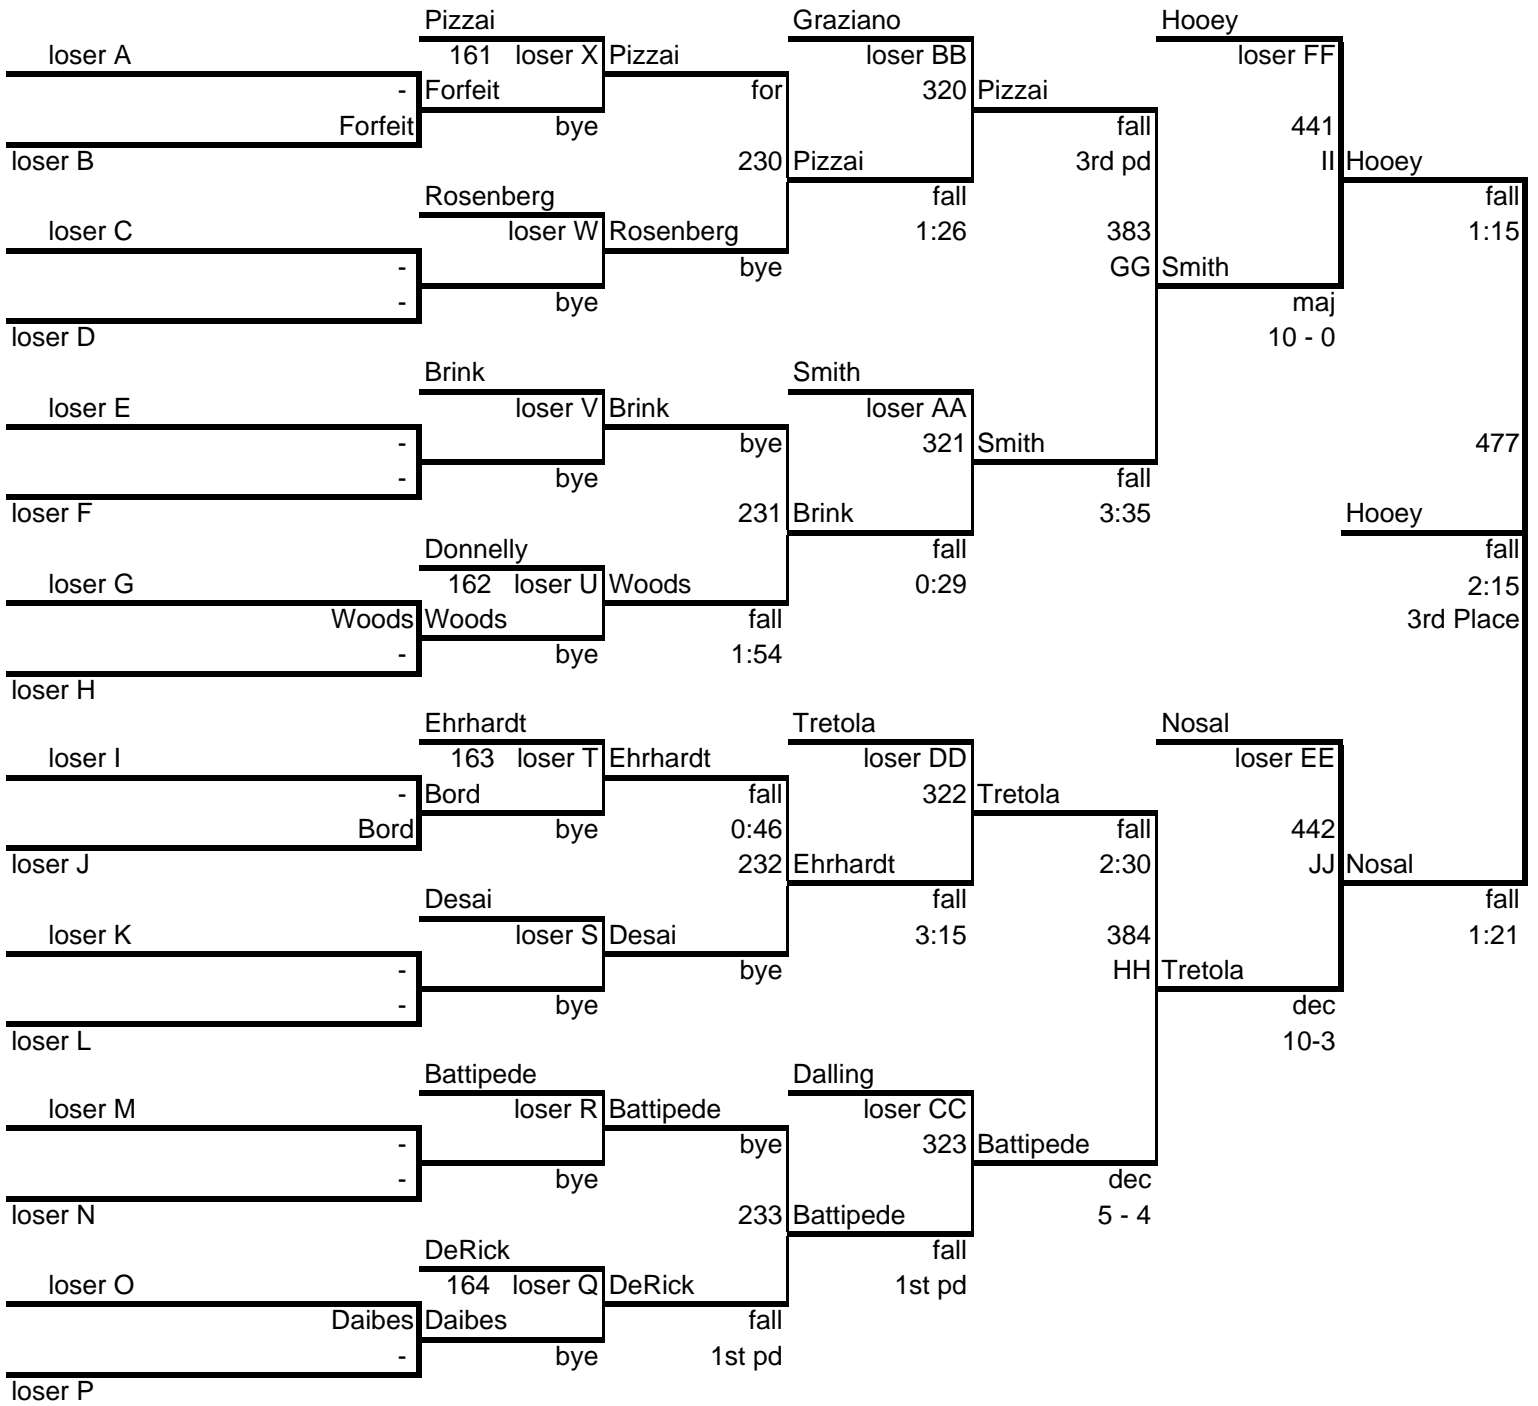 Pizzai Graziano Hooey
loser A 161 loser X Pizzai loser BB loser FF
- Forfeit for 320 Pizzai
Forfeit bye fall 441
loser B 230 Pizzai 3rd pd II Hooey
Rosenberg fall fall
loser C loser W Rosenberg 1:26 383 1:15
- bye GG Smith
- bye maj
loser D 10 - 0
Brink Smith
loser E loser V Brink loser AA
- bye 321 Smith 477
- bye fall
loser F 231 Brink 3:35 Hooey
Donnelly fall fall
loser G 162 loser U Woods 0:29 2:15
Woods Woods fall 3rd Place
- bye 1:54
loser H
Ehrhardt Tretola Nosal
loser I 163 loser T Ehrhardt loser DD loser EE
- Bord fall 322 Tretola
Bord bye 0:46 fall 442
loser J 232 Ehrhardt 2:30 JJ Nosal
Desai fall fall
loser K loser S Desai 3:15 384 1:21
- bye HH Tretola
- bye dec
loser L 10-3
Battipede Dalling
loser M loser R Battipede loser CC
- bye 323 Battipede
- bye dec
loser N 233 Battipede 5 - 4
DeRick fall
loser O 164 loser Q DeRick 1st pd
Daibes Daibes fall
- bye 1st pd
loser P